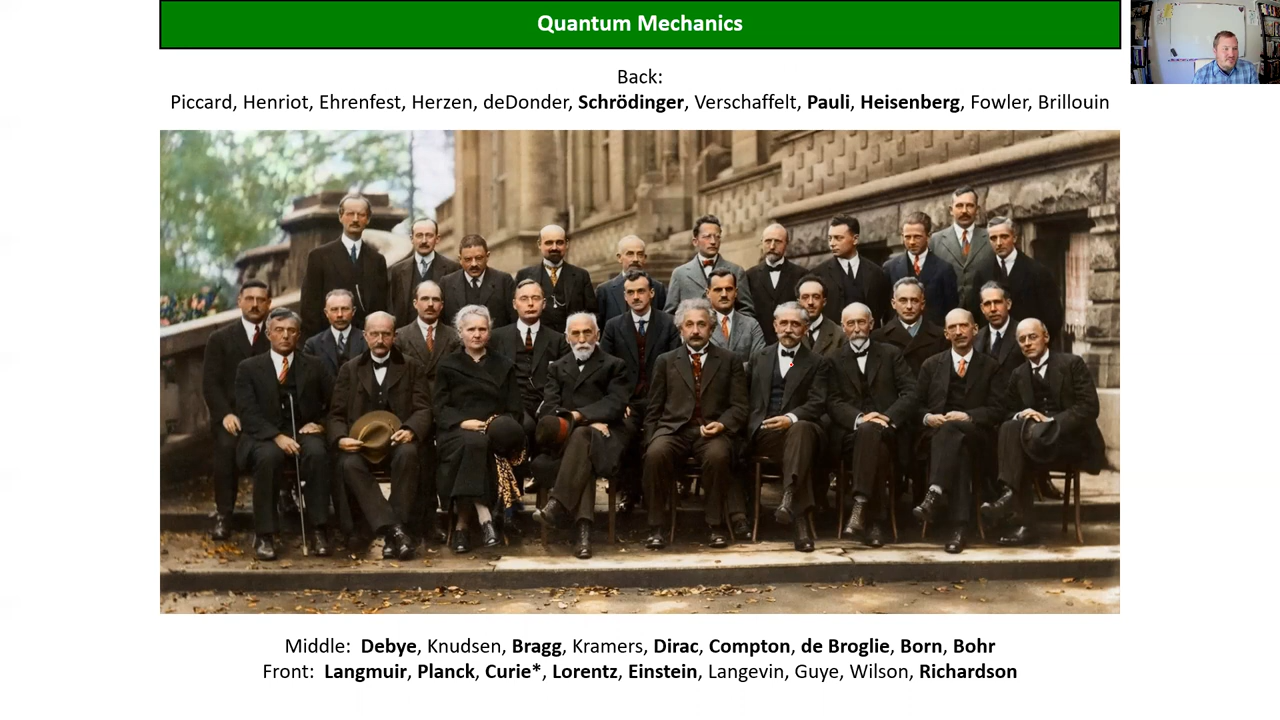 Quantum Mechanics
Back:
Piccard, Henriot, Ehrenfest, Herzen, deDonder, Schrödinger, Verschaffelt, Pauli, Heisenberg, Fowler, Brillouin
Middle: Debye, Knudsen, Bragg, Kramers, Dirac, Compton, de Broglie, Born, Bohr
Front: Langmuir, Planck, Curie*, Lorentz, Einstein, Langevin, Guye, Wilson, Richardson